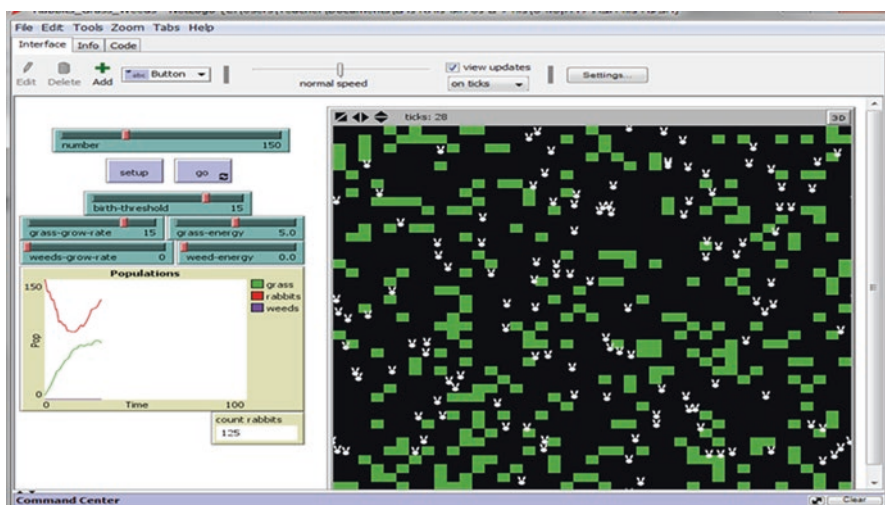 File Edit Tools Zoom Tabs Help
Interface Info Code
Edit Delete Add abc Button normal speed view updates on ticks Settings...
ticks: 28 3D
number 150
setup go
birth-threshold 15
grass-grow-rate 15 grass-energy 5.0
weeds-grow-rate 0 weed-energy 0.0
Populations
150
grass
rabbits
weeds
Pop
0
0 Time 100
count rabbits
125
Command Center Clear